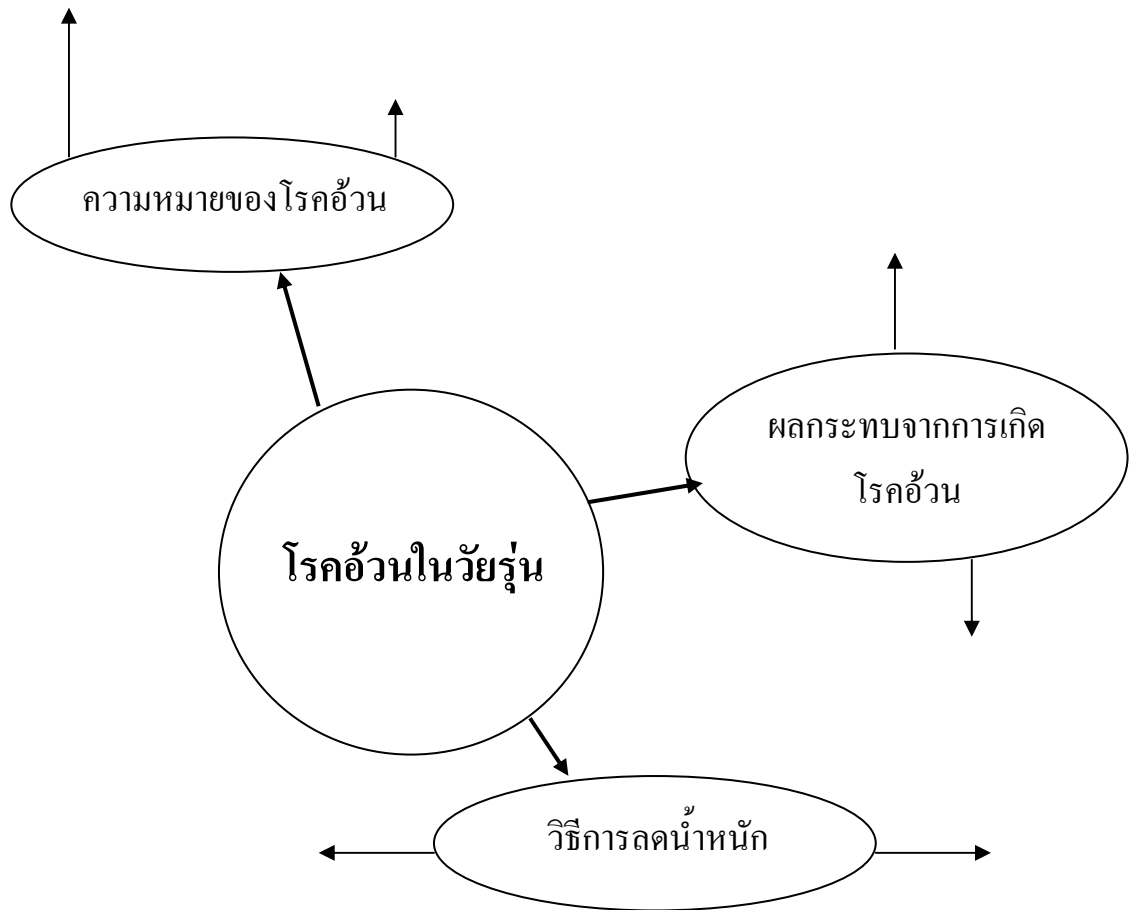 ความหมายของโรคอ้วน
ผลกระทบจากการเกิด
โรคอ้วน
โรคอ้วนในวัยรุ่น
วิธีการลดน้ำหนัก